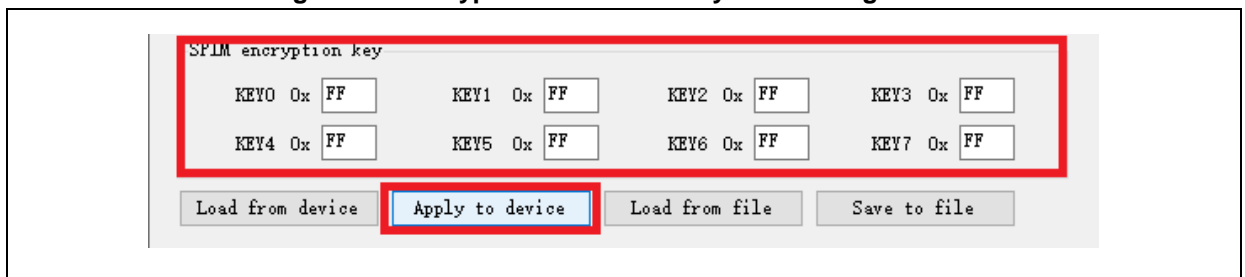 SPIM encryption key
KEY0 0x FF KEY1 0x FF KEY2 0x FF KEY3 0x FF
KEY4 0x FF KEY5 0x FF KEY6 0x FF KEY7 0x FF
Load from device Apply to device Load from file Save to file